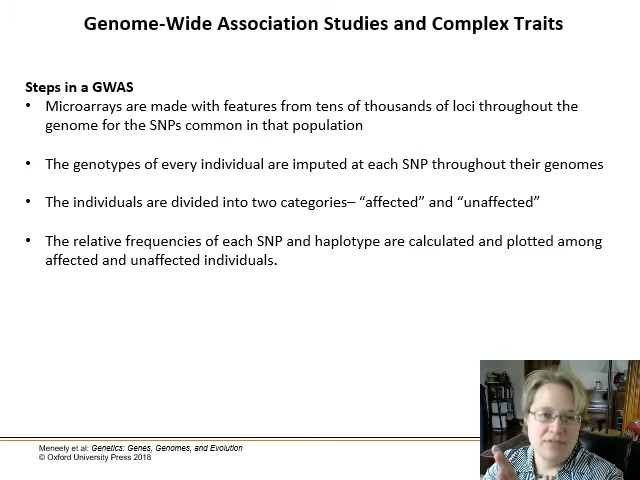 Genome-Wide Association Studies and Complex Traits
Steps in a GWAS
• Microarrays are made with features from tens of thousands of loci throughout the
genome for the SNPs common in that population
• The genotypes of every individual are imputed at each SNP throughout their genomes
• The individuals are divided into two categories– “affected” and “unaffected”
• The relative frequencies of each SNP and haplotype are calculated and plotted among
affected and unaffected individuals.
Meneely et al: Genetics: Genes, Genomes, and Evolution
© Oxford University Press 2018